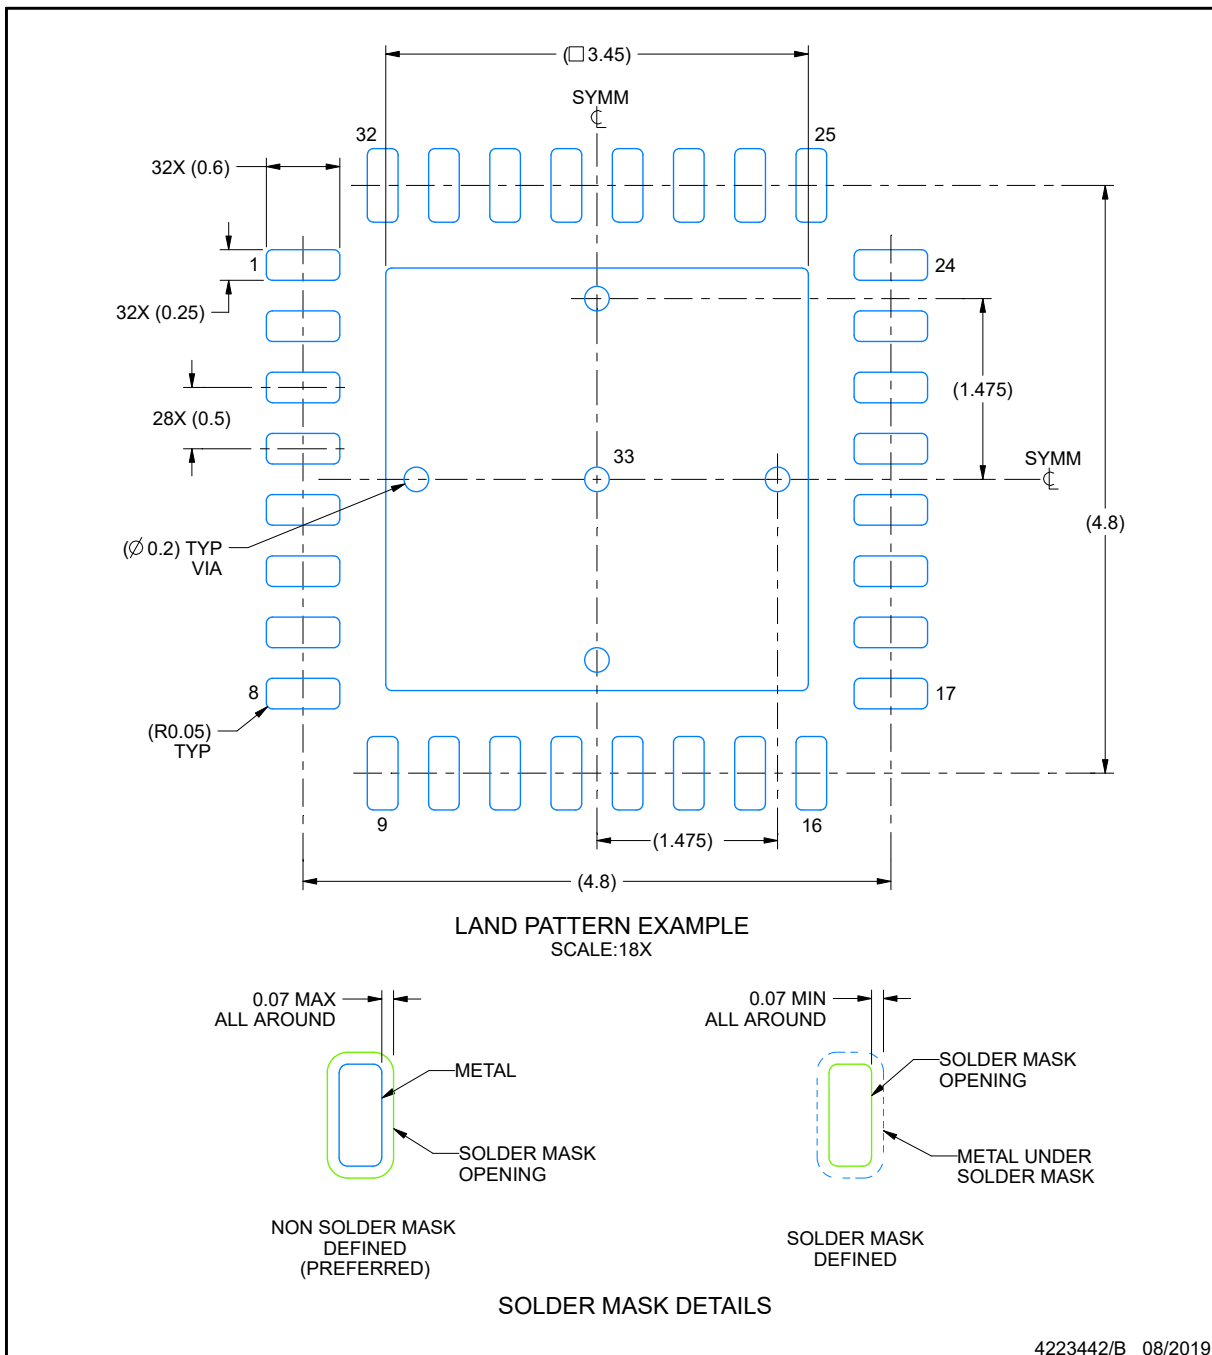 (□ 3.45)
SYMM
℄
32
25
32X (0.6)
1
24
32X (0.25)
(1.475)
28X (0.5)
33
SYMM
℄
(4.8)
(Ø 0.2) TYP
VIA
8
17
(R0.05)
TYP
9
16
(1.475)
(4.8)
LAND PATTERN EXAMPLE
SCALE:18X
0.07 MAX
ALL AROUND
METAL
SOLDER MASK
OPENING
NON SOLDER MASK
DEFINED
(PREFERRED)
0.07 MIN
ALL AROUND
SOLDER MASK
OPENING
METAL UNDER
SOLDER MASK
SOLDER MASK
DEFINED
SOLDER MASK DETAILS
4223442/B 08/2019